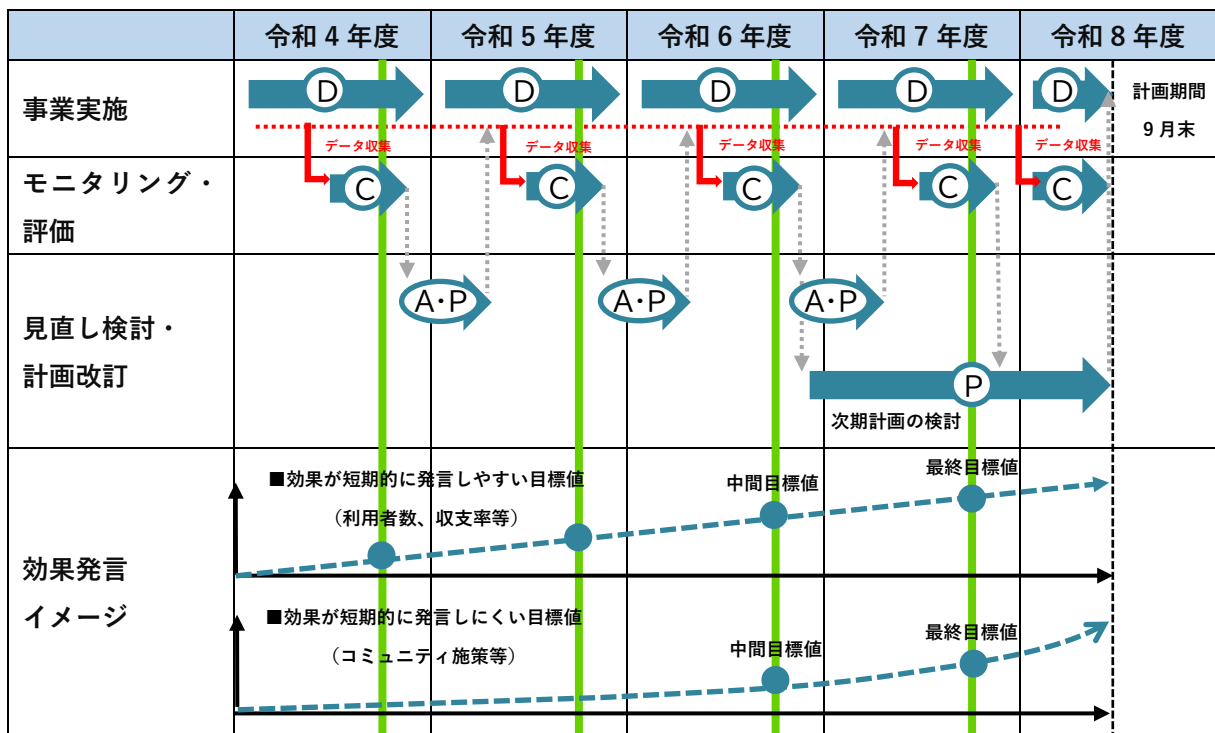 令和 4 年度 令和 5 年度 令和 6 年度 令和 7 年度 令和 8 年度
事業実施
D D D D D
計画期間
9 月末
データ収集 データ収集 データ収集 データ収集 データ収集
モニタリング・
評価
C C C C C
見直し検討・
計画改訂
A・P A・P A・P
P
次期計画の検討
効果発言
イメージ
■効果が短期的に発言しやすい目標値
（利用者数、収支率等）
中間目標値
最終目標値
■効果が短期的に発言しにくい目標値
（コミュニティ施策等）
中間目標値
最終目標値